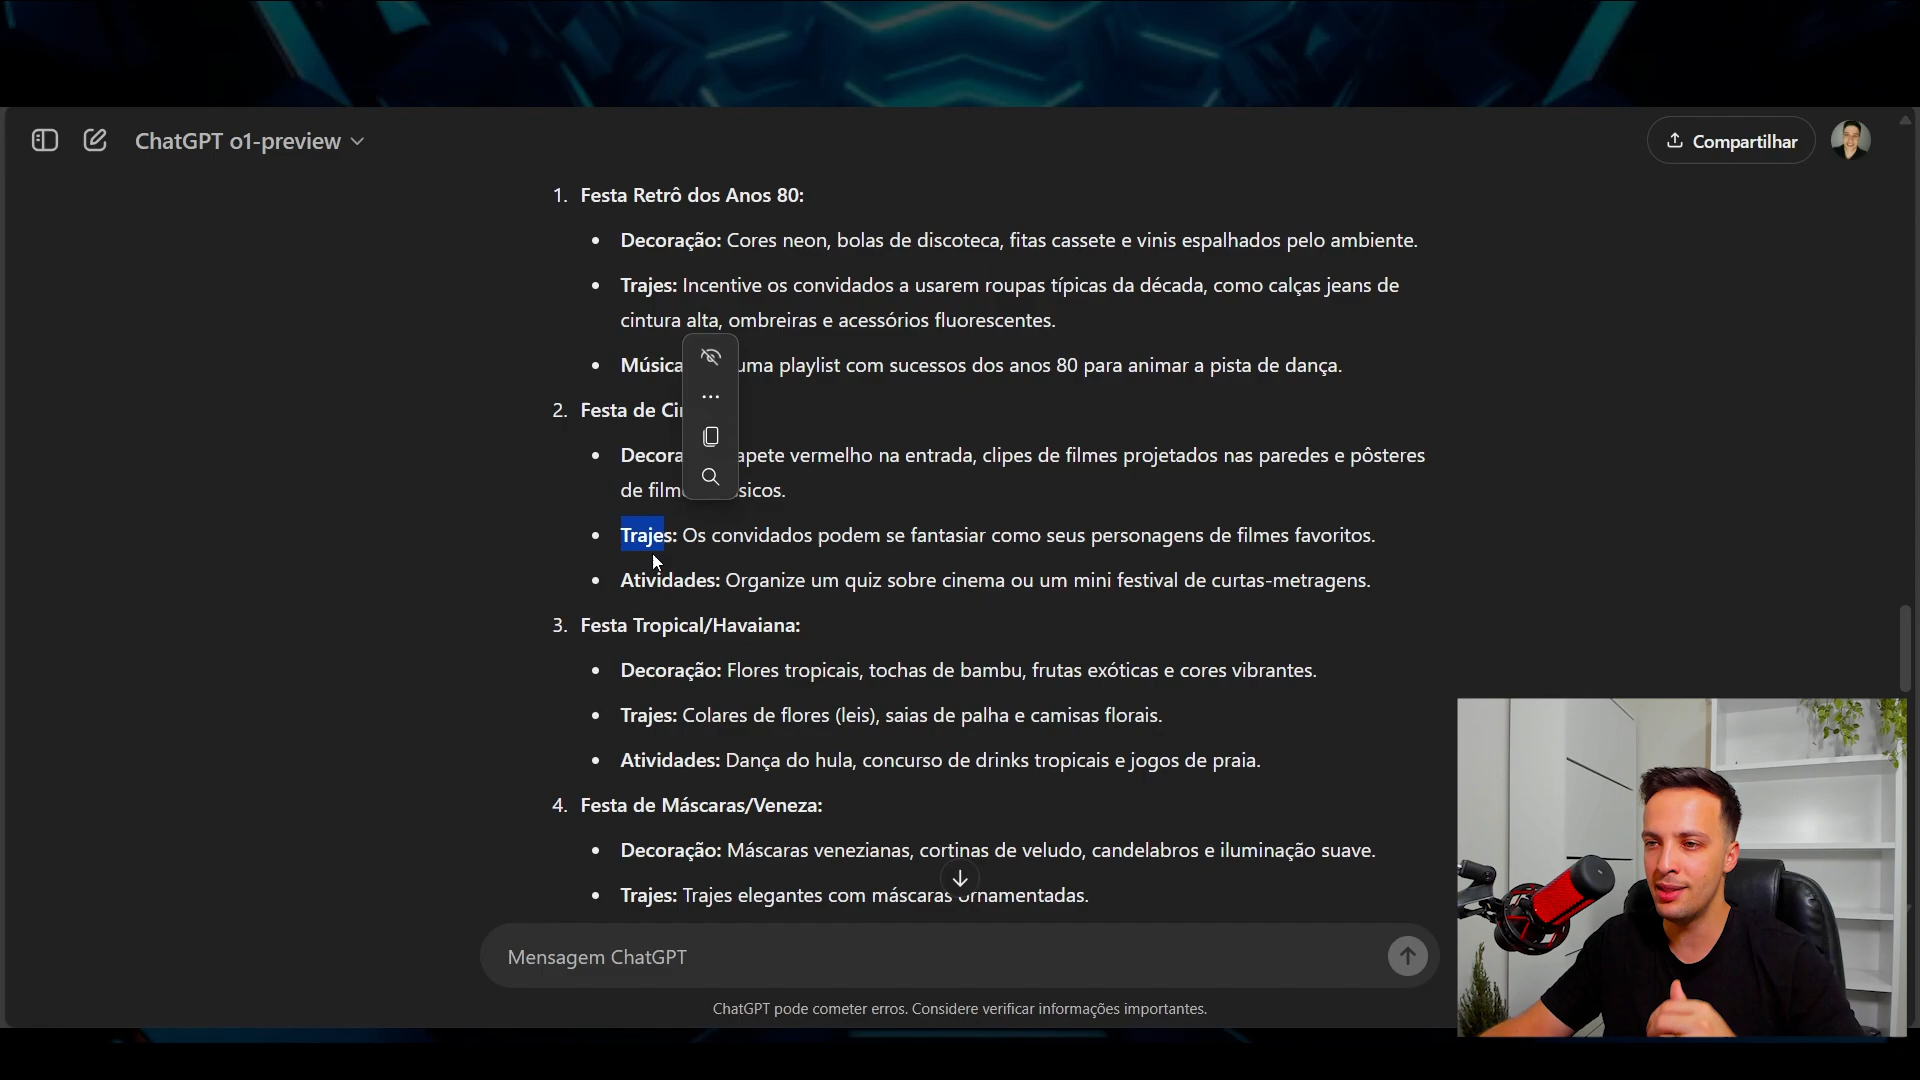 ChatGPT o1-preview
Compartilhar
1. Festa Retrô dos Anos 80:
• Decoração: Cores neon, bolas de discoteca, fitas cassete e vinis espalhados pelo ambiente.
• Trajes: Incentive os convidados a usarem roupas típicas da década, como calças jeans de
cintura alta, ombreiras e acessórios fluorescentes.
• Música uma playlist com sucessos dos anos 80 para animar a pista de dança.
2. Festa de
• vermelho na entrada, clipes de filmes projetados nas paredes e pôsteres
de
• Trajes: Os convidados podem se fantasiar como seus personagens de filmes favoritos.
• Atividades: Organize um quiz sobre cinema ou um mini festival de curtas-metragens.
3. Festa Tropical/Havaiana:
• Decoração: Flores tropicais, tochas de bambu, frutas exóticas e cores vibrantes.
• Trajes: Colares de flores (leis), saias de palha e camisas florais.
• Atividades: Dança do hula, concurso de drinks tropicais e jogos de praia.
4. Festa de Máscaras/Veneza:
• Decoração: Máscaras venezianas, cortinas de veludo, candelabros e iluminação suave.
• Trajes: Trajes elegantes com máscaras ornamentadas.
Mensagem ChatGPT
ChatGPT pode cometer erros. Considere verificar informações importantes.